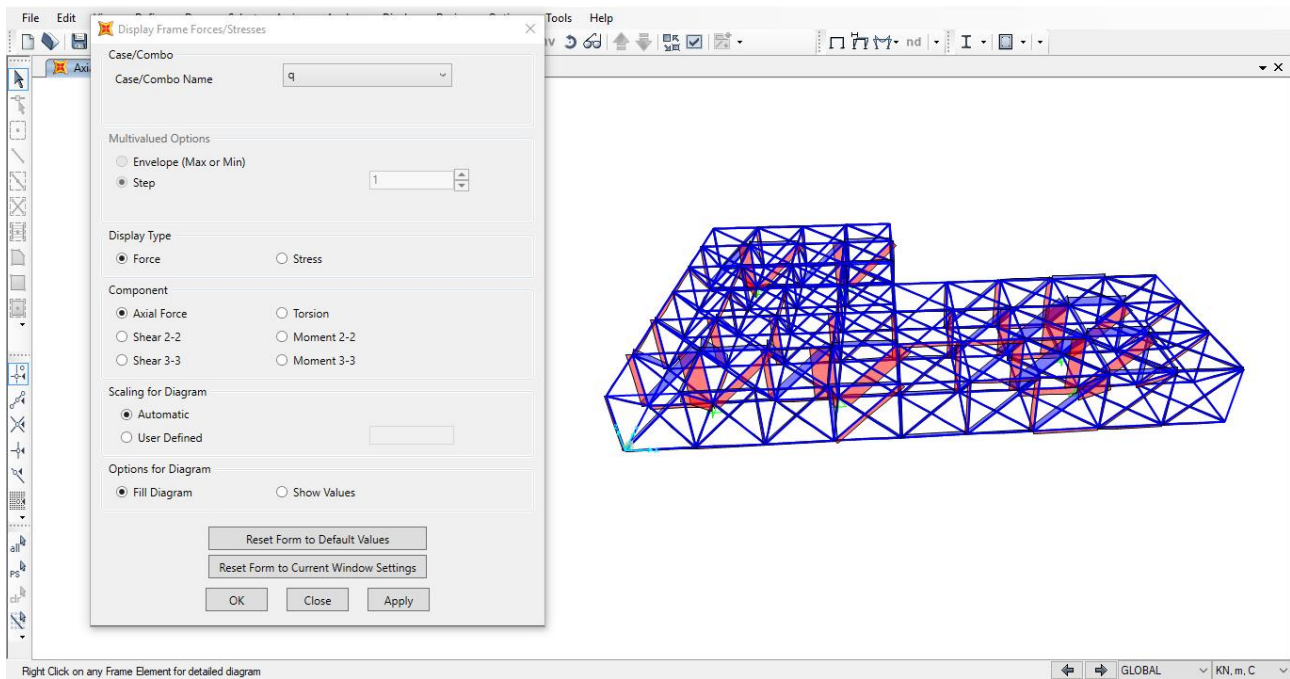 File Edit Tools Help
Display Frame Forces/Stresses
nd
Case/Combo
Case/Combo Name q
Multivalued Options
Envelope (Max or Min)
Step 1
Display Type
Force Stress
Component
Axial Force Torsion
Shear 2-2 Moment 2-2
Shear 3-3 Moment 3-3
Scaling for Diagram
Automatic
User Defined
Options for Diagram
Fill Diagram Show Values
all
PS
clr
Reset Form to Default Values
Reset Form to Current Window Settings
OK Close Apply
Right Click on any Frame Element for detailed diagram GLOBAL KN, m, C